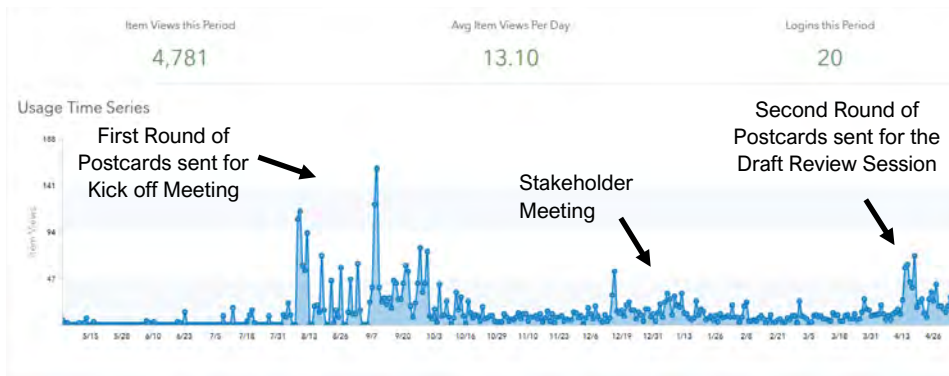 Item Views this Period
Avg Item Views Per Day
Logins this Period
4,781
13.10
20
Usage Time Series
First Round of
Postcards sent for
Kick off Meeting
Stakeholder
Meeting
Second Round of
Postcards sent for the
Draft Review Session
188
141
94
47
Item Views
5/15 5/28 6/10 6/23 7/5 7/18 7/31 8/13 8/26 9/7 9/20 10/3 10/16 10/29 11/10 11/23 12/6 12/19 12/31 1/13 1/26 2/8 2/21 3/5 3/18 3/31 4/13 4/26